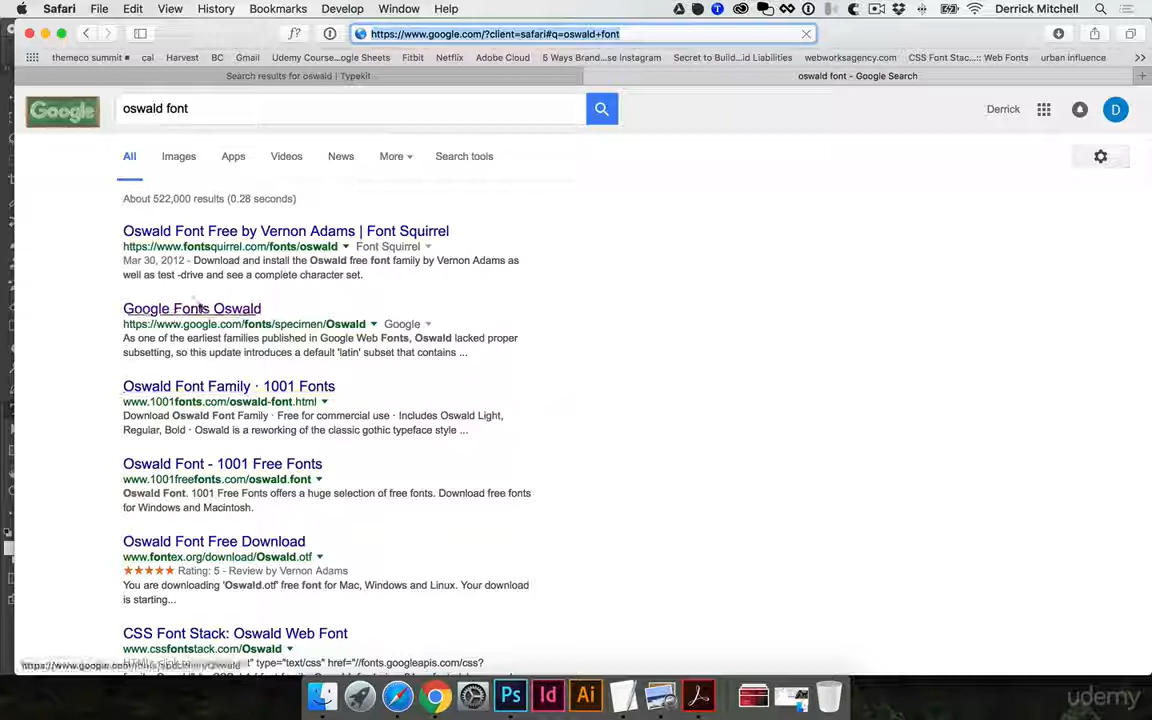 Safari File Edit View History Bookmarks Develop Window Help Derrick Mitchell
https://www.google.com/?client=safari#q=oswald+font
themeco summit cal Harvest BC Gmail Udemy Course...ogle Sheets Fitbit Netflix Adobe Cloud 5 Ways Brand...se Instagram Secret to Build...id Liabilities webworksagency.com CSS Font Stac...:: Web Fonts urban influence
Search results for oswald | Typekit
oswald font - Google Search
Google
oswald font
Derrick
D
All Images Apps Videos News More Search tools
About 522,000 results (0.28 seconds)
Oswald Font Free by Vernon Adams | Font Squirrel
https://www.fontsquirrel.com/fonts/oswald Font Squirrel
Mar 30, 2012 - Download and install the Oswald free font family by Vernon Adams as
well as test -drive and see a complete character set.
Google Fonts Oswald
https://www.google.com/fonts/specimen/Oswald Google
As one of the earliest families published in Google Web Fonts, Oswald lacked proper
subsetting, so this update introduces a default 'latin' subset that contains ...
Oswald Font Family · 1001 Fonts
www.1001fonts.com/oswald-font.html
Download Oswald Font Family · Free for commercial use · Includes Oswald Light,
Regular, Bold · Oswald is a reworking of the classic gothic typeface style ...
Oswald Font - 1001 Free Fonts
www.1001freefonts.com/oswald.font
Oswald Font. 1001 Free Fonts offers a huge selection of free fonts. Download free fonts
for Windows and Macintosh.
Oswald Font Free Download
www.fontex.org/download/Oswald.otf
Rating: 5 - Review by Vernon Adams
You are downloading 'Oswald.otf' free font for Mac, Windows and Linux. Your download
is starting...
CSS Font Stack: Oswald Web Font
www.cssfontstack.com/Oswald
type="text/css" href="//fonts.googleapis.com/css?
Ps Id Ai
udemy